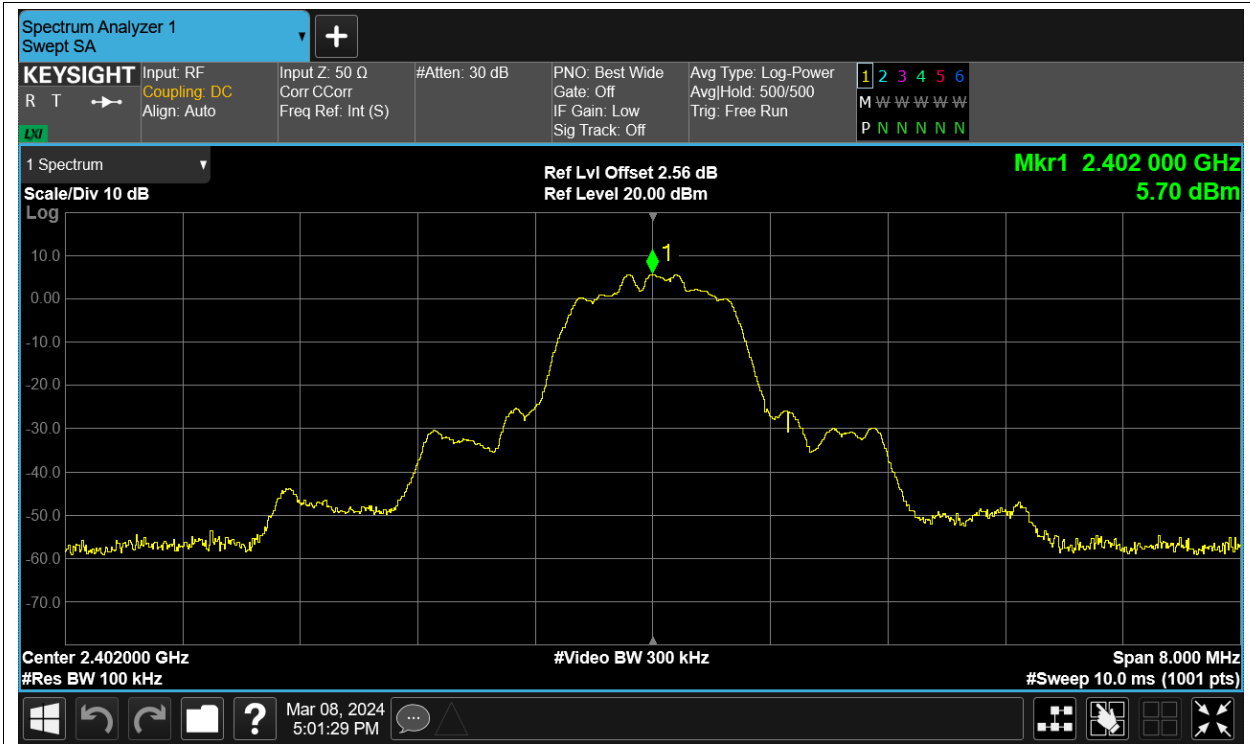 Spectrum Analyzer 1
Swept SA
KEYSIGHT
R T
LXI
Input: RF
Coupling: DC
Align: Auto
Input Z: 50 Ω
Corr CCorr
Freq Ref: Int (S)
#Atten: 30 dB
PNO: Best Wide
Gate: Off
IF Gain: Low
Sig Track: Off
Avg Type: Log-Power
Avg|Hold: 500/500
Trig: Free Run
1 2 3 4 5 6
M W W W W W
P N N N N N
1 Spectrum
Scale/Div 10 dB
Log
Ref Lvl Offset 2.56 dB
Ref Level 20.00 dBm
Mkr1 2.402 000 GHz
5.70 dBm
1
10.0
0.00
-10.0
-20.0
-30.0
-40.0
-50.0
-60.0
-70.0
Center 2.402000 GHz
#Res BW 100 kHz
#Video BW 300 kHz
Span 8.000 MHz
#Sweep 10.0 ms (1001 pts)
?
Mar 08, 2024
5:01:29 PM